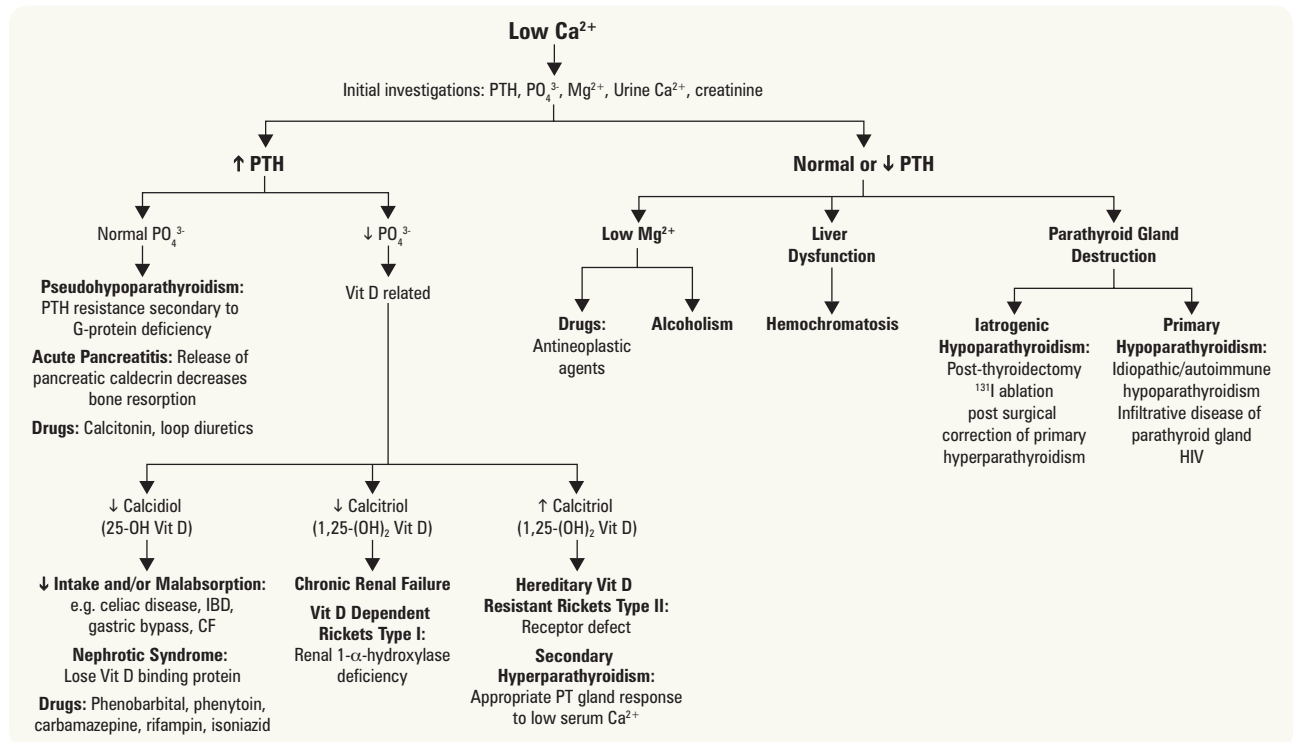 Low Ca²⁺
Initial investigations: PTH, PO₄³⁻, Mg²⁺, Urine Ca²⁺, creatinine
↑ PTH
Normal or ↓ PTH
Normal PO₄³⁻
↓ PO₄³⁻
Low Mg²⁺
Liver
Dysfunction
Parathyroid Gland
Destruction
Pseudohypoparathyroidism:
PTH resistance secondary to
G-protein deficiency
Acute Pancreatitis: Release of
pancreatic caldecrin decreases
bone resorption
Drugs: Calcitonin, loop diuretics
Vit D related
Drugs:
Antineoplastic
agents
Alcoholism
Hemochromatosis
Iatrogenic
Hypoparathyroidism:
Post-thyroidectomy
¹³¹I ablation
post surgical
correction of primary
hyperparathyroidism
Primary
Hypoparathyroidism:
Idiopathic/autoimmune
hypoparathyroidism
Infiltrative disease of
parathyroid gland
HIV
↓ Calcidiol
(25-OH Vit D)
↓ Calcitriol
(1,25-(OH)₂ Vit D)
↑ Calcitriol
(1,25-(OH)₂ Vit D)
↓ Intake and/or Malabsorption:
e.g. celiac disease, IBD,
gastric bypass, CF
Nephrotic Syndrome:
Lose Vit D binding protein
Drugs: Phenobarbital, phenytoin,
carbamazepine, rifampin, isoniazid
Chronic Renal Failure
Vit D Dependent
Rickets Type I:
Renal 1-α-hydroxylase
deficiency
Hereditary Vit D
Resistant Rickets Type II:
Receptor defect
Secondary
Hyperparathyroidism:
Appropriate PT gland response
to low serum Ca²⁺